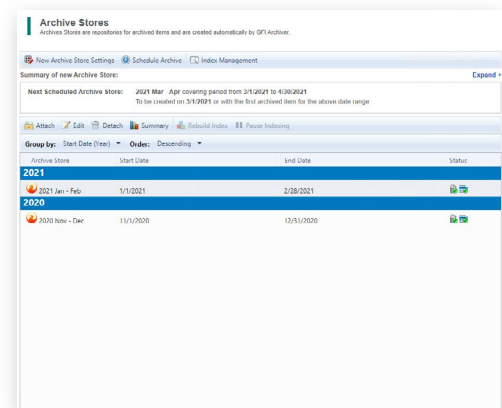 Archive Stores
Archives Stores are repositories for archived items and are created automatically by GFI Archiver.
New Archive Store Settings Schedule Archive Index Management
Summary of new Archive Store: Expand
Next Scheduled Archive Store: 2021 Mar Apr covering period from 3/1/2021 to 4/30/2021
To be created on 3/1/2021 or with the first archived item for the above date range
Attach Edit Detach Summary Rebuild Index Pause Indexing
Group by: Start Date (Year) Order: Descending
Archive Store Start Date End Date Status
2021
2021 Jan - Feb 1/1/2021 2/28/2021
2020
2020 Nov - Dec 11/1/2020 12/31/2020